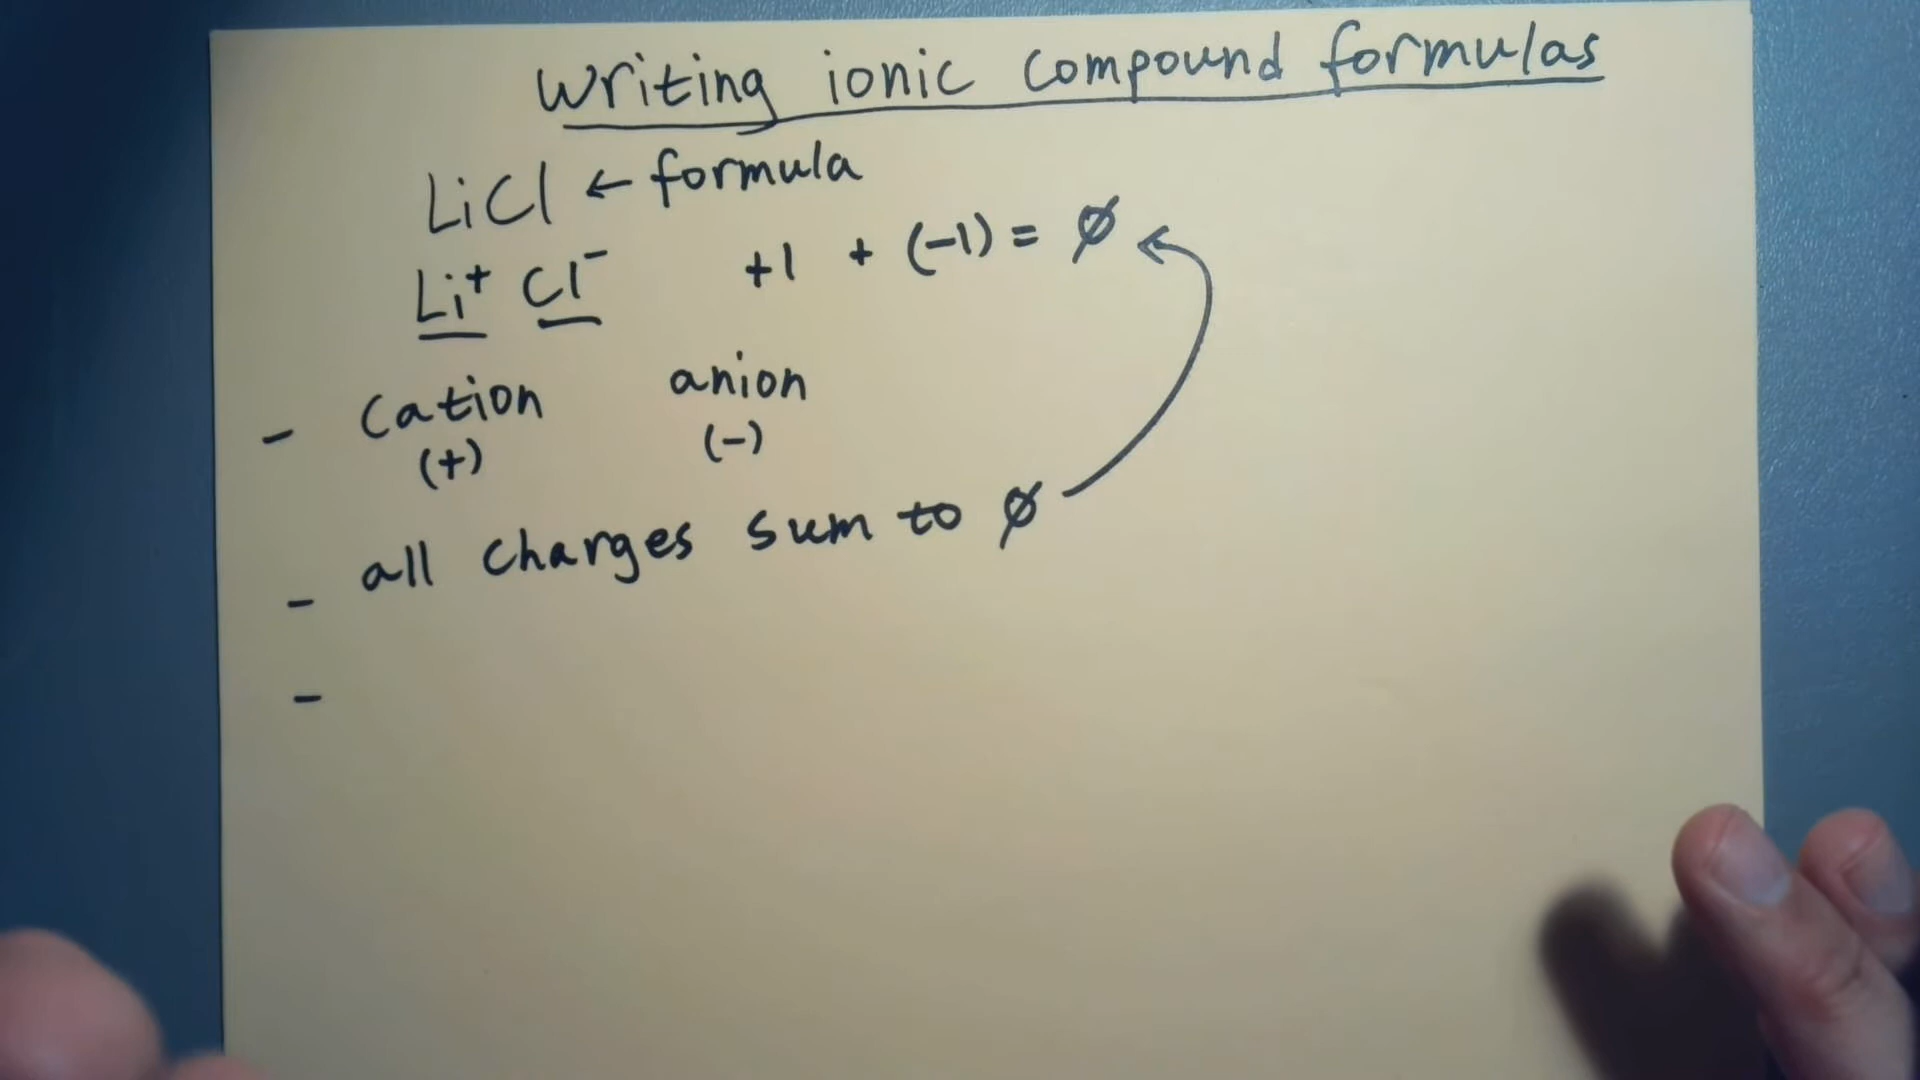 Writing ionic compound formulas
LiCl ← formula
Li⁺ Cl⁻ +1 + (-1) = ∅
- Cation anion
(+) (-)
- all charges sum to ∅
-